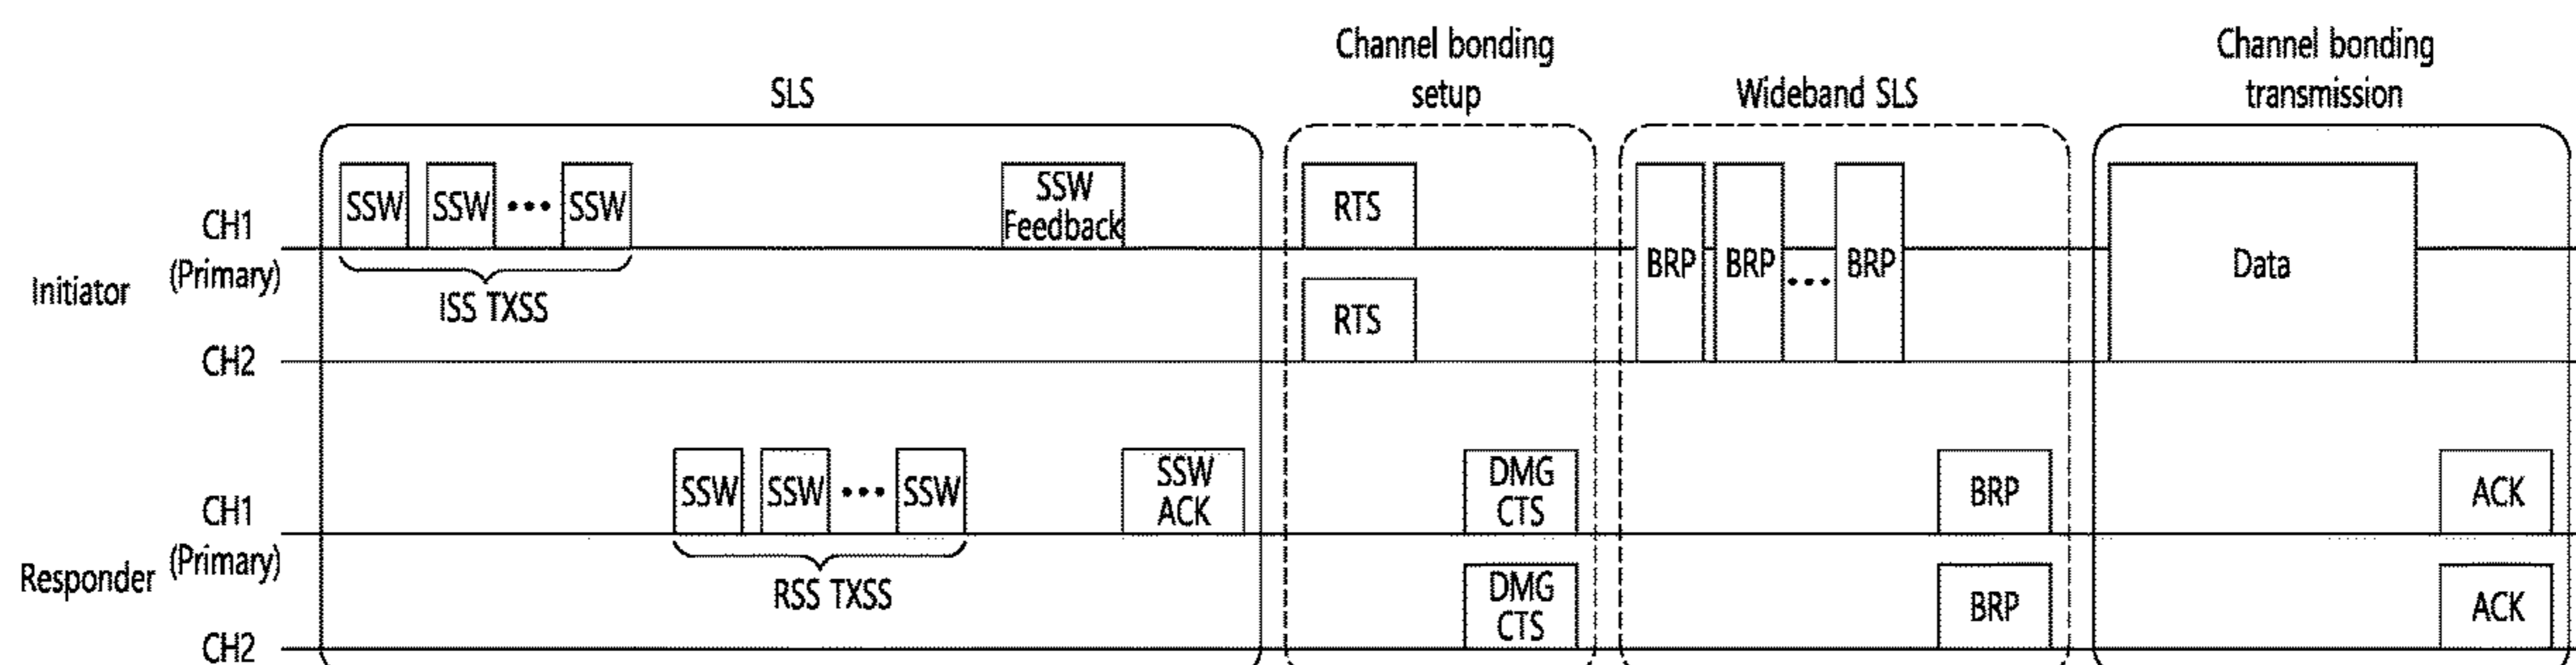 SLS
Channel bonding
setup
Wideband SLS
Channel bonding
transmission
Initiator
CH1
(Primary)
SSW
SSW
•••
SSW
ISS TXSS
SSW
Feedback
RTS
RTS
BRP
BRP
•••
BRP
Data
CH2
Responder
CH1
(Primary)
SSW
SSW
•••
SSW
RSS TXSS
SSW
ACK
DMG
CTS
DMG
CTS
BRP
BRP
ACK
ACK
CH2